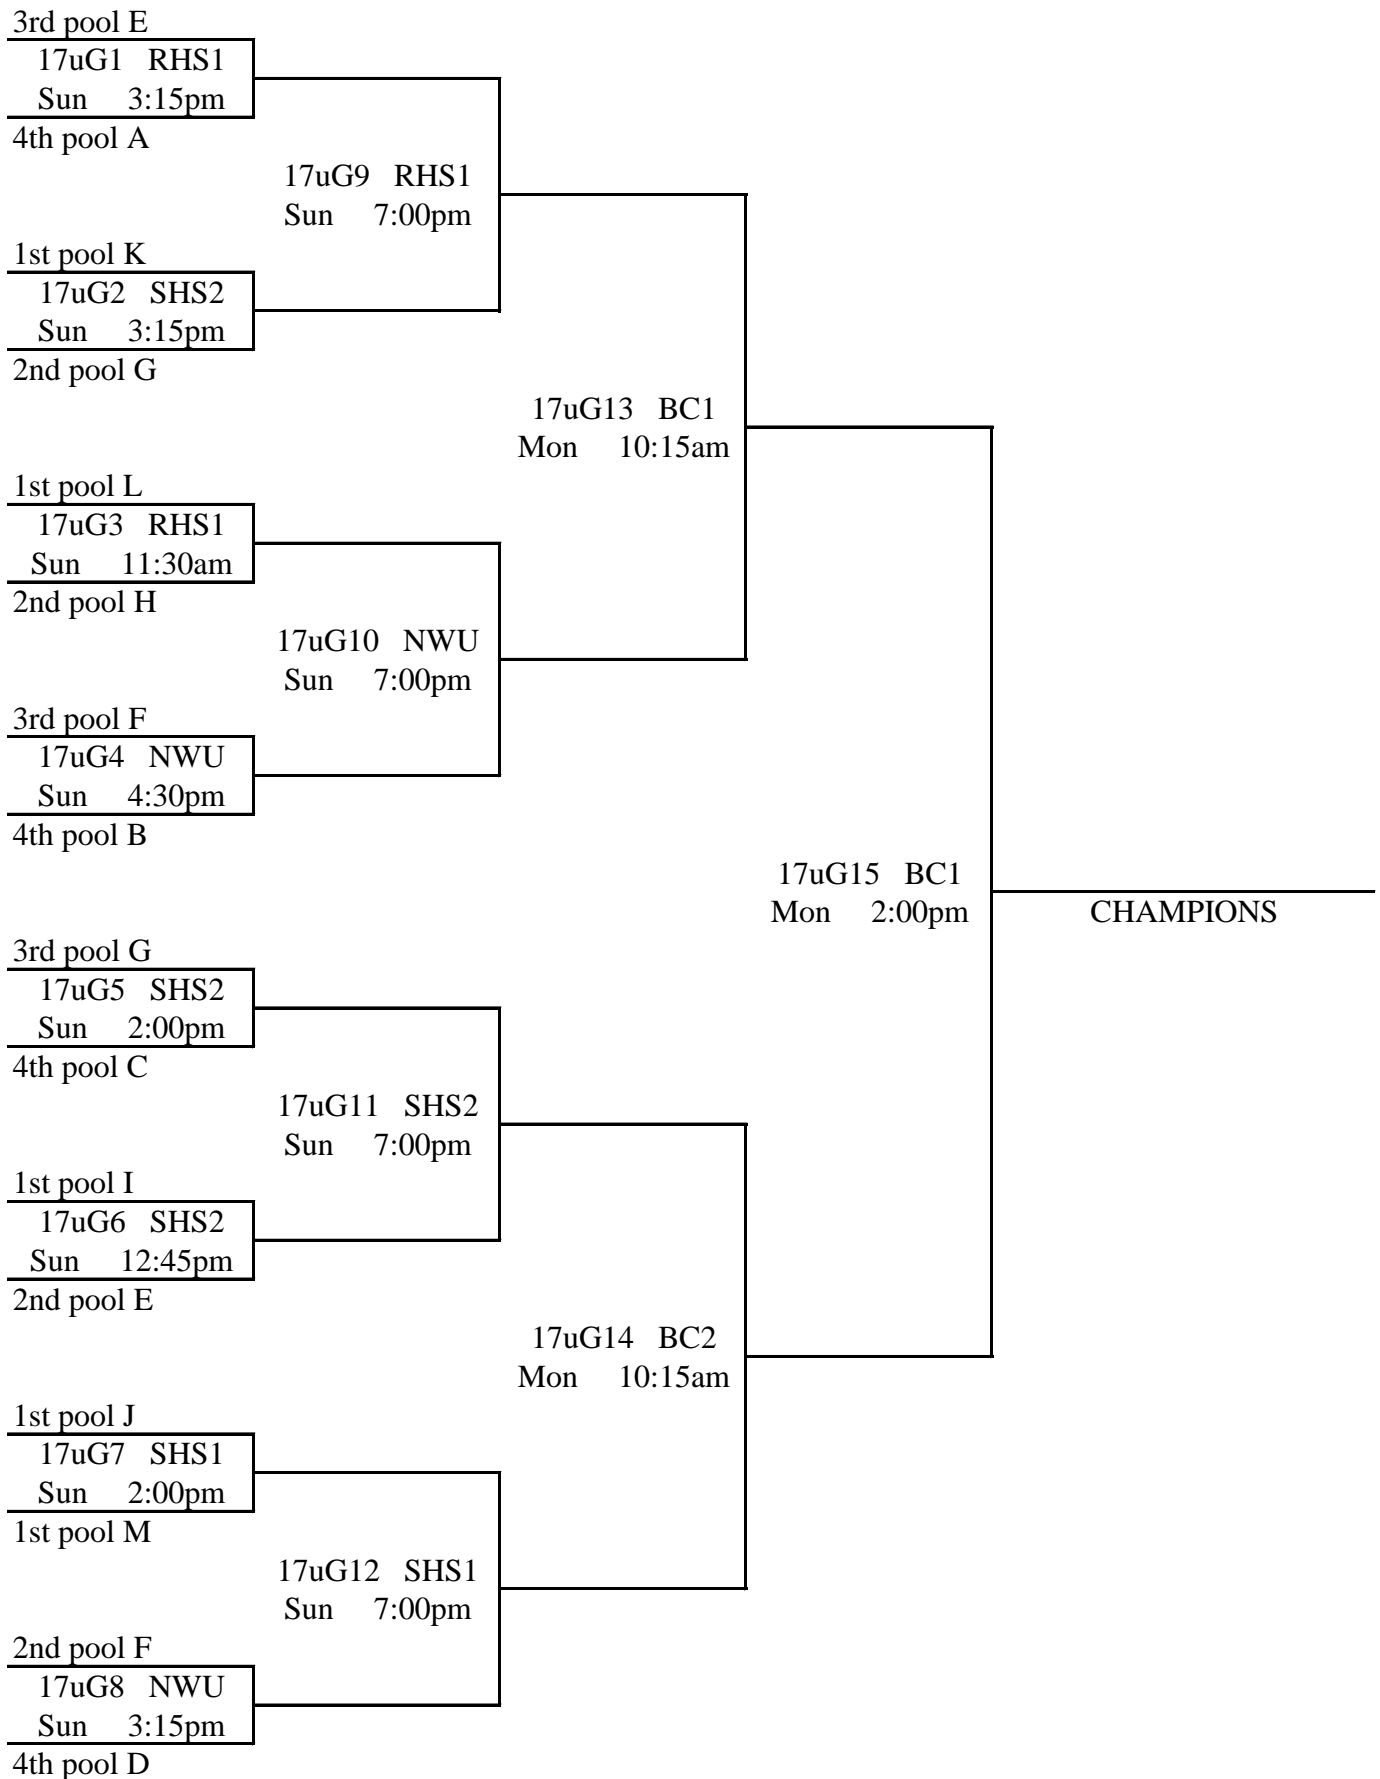 3rd pool E
17uG1 RHS1
Sun 3:15pm
4th pool A
17uG9 RHS1
Sun 7:00pm
1st pool K
17uG2 SHS2
Sun 3:15pm
2nd pool G
17uG13 BC1
Mon 10:15am
1st pool L
17uG3 RHS1
Sun 11:30am
2nd pool H
17uG10 NWU
Sun 7:00pm
3rd pool F
17uG4 NWU
Sun 4:30pm
4th pool B
17uG15 BC1
Mon 2:00pm
CHAMPIONS
3rd pool G
17uG5 SHS2
Sun 2:00pm
4th pool C
17uG11 SHS2
Sun 7:00pm
1st pool I
17uG6 SHS2
Sun 12:45pm
2nd pool E
17uG14 BC2
Mon 10:15am
1st pool J
17uG7 SHS1
Sun 2:00pm
1st pool M
17uG12 SHS1
Sun 7:00pm
2nd pool F
17uG8 NWU
Sun 3:15pm
4th pool D